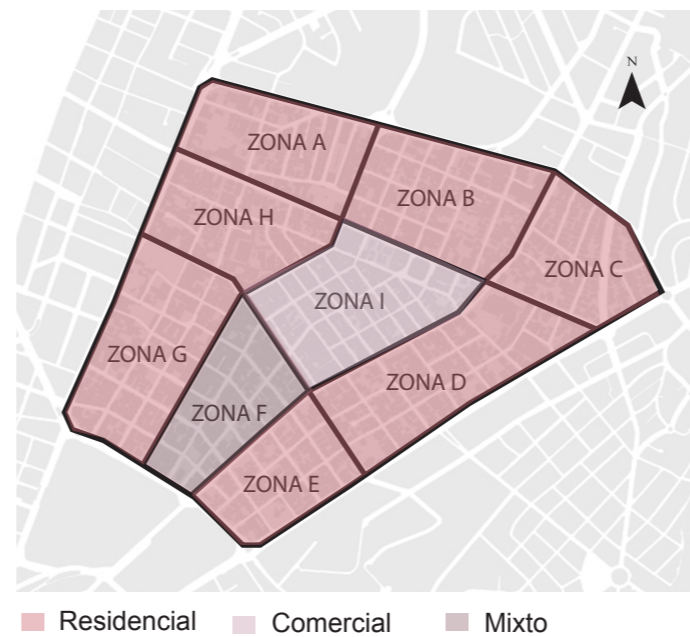 N
ZONA A
ZONA B
ZONA H
ZONA C
ZONA I
ZONA G
ZONA D
ZONA F
ZONA E
Residencial Comercial Mixto